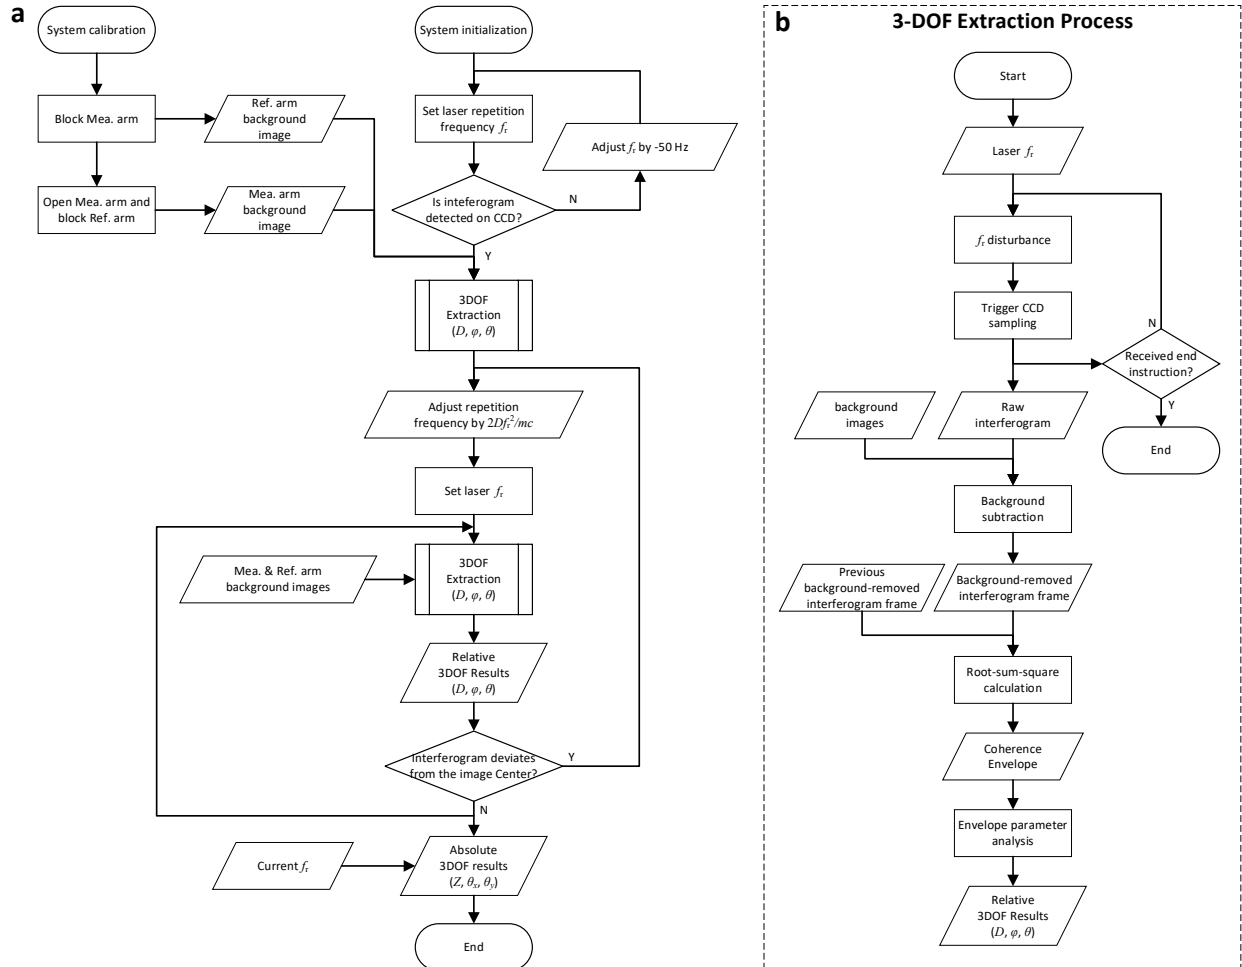 a
System calibration
Block Mea. arm
Ref. arm
background
image
Open Mea. arm and
block Ref. arm
Mea. arm
background
image
System initialization
Set laser repetition
frequency fr
Adjust fr by -50 Hz
Is inteferogram
detected on CCD?
N
Y
3DOF
Extraction
(D, φ, θ)
Adjust repetition
frequency by 2Dfr²/mc
Set laser fr
Mea. & Ref. arm
background images
3DOF
Extraction
(D, φ, θ)
Relative
3DOF Results
(D, φ, θ)
Interferogram deviates
from the image Center?
Y
N
Current fr
Absolute
3DOF results
(Z, θx, θy)
End
b
3-DOF Extraction Process
Start
Laser fr
fr disturbance
Trigger CCD
sampling
N
Received end
instruction?
Y
End
background
images
Raw
interferogram
Background
subtraction
Previous
background-removed
interferogram frame
Background-removed
interferogram frame
Root-sum-square
calculation
Coherence
Envelope
Envelope parameter
analysis
Relative
3DOF Results
(D, φ, θ)